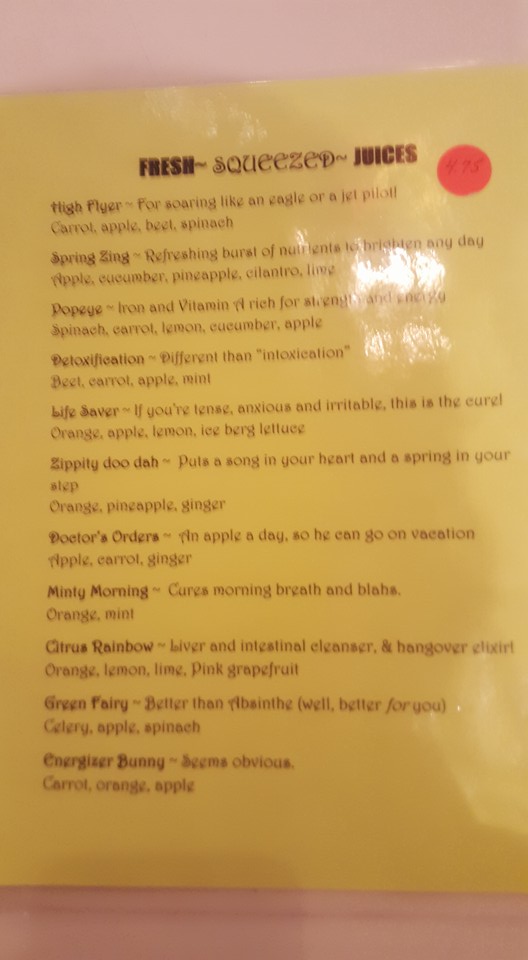 FRESH~ SQUEEZED~ JUICES
4.75
High Flyer ~ For soaring like an eagle or a jet pilot!
Carrot, apple, beet, spinach
Spring Zing ~ Refreshing burst of nutrients to brighten any day
Apple, cucumber, pineapple, cilantro, lime
Popeye ~ Iron and Vitamin A rich for strength and energy
Spinach, carrot, lemon, cucumber, apple
Detoxification ~ Different than "intoxication"
Beet, carrot, apple, mint
Life Saver ~ If you're tense, anxious and irritable, this is the cure!
Orange, apple, lemon, ice berg lettuce
Zippity doo dah ~ Puts a song in your heart and a spring in your
step
Orange, pineapple, ginger
Doctor's Orders ~ An apple a day, so he can go on vacation
Apple, carrot, ginger
Minty Morning ~ Cures morning breath and blahs.
Orange, mint
Citrus Rainbow ~ Liver and intestinal cleanser, & hangover elixir!
Orange, lemon, lime, Pink grapefruit
Green Fairy ~ Better than Absinthe (well, better for you)
Celery, apple, spinach
Energizer Bunny ~ Seems obvious.
Carrot, orange, apple